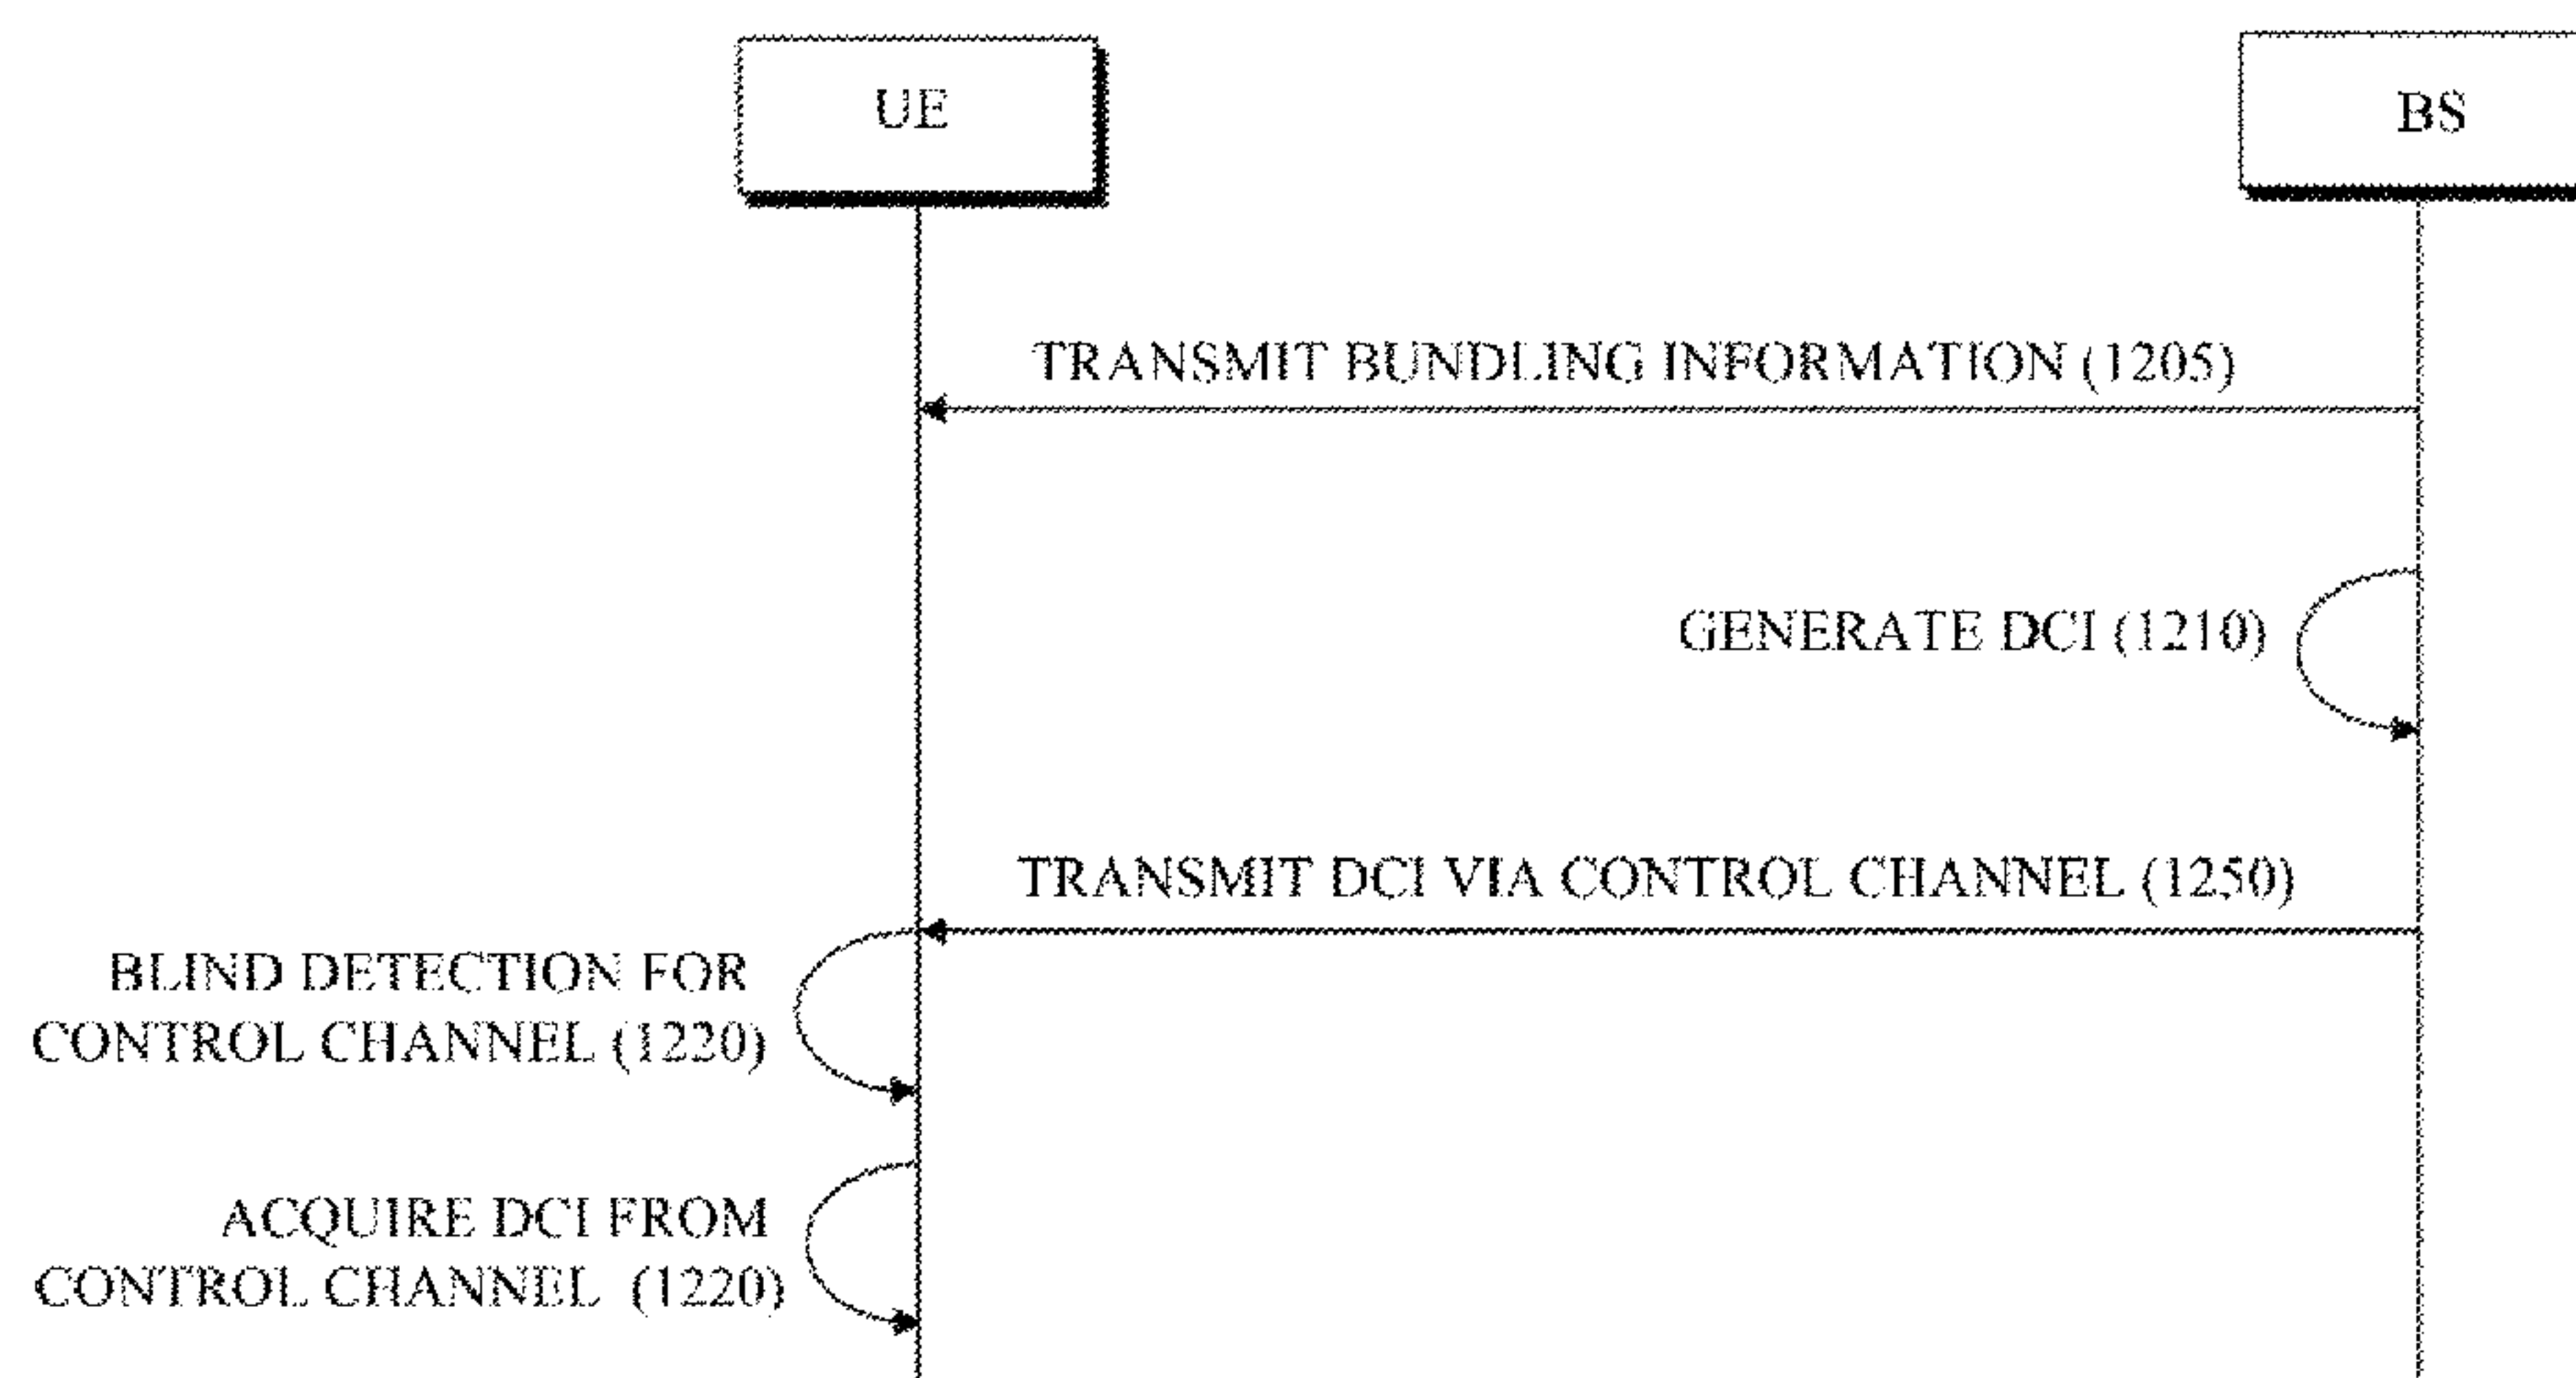 UE
BS
TRANSMIT BUNDLING INFORMATION (1205)
GENERATE DCI (1210)
TRANSMIT DCI VIA CONTROL CHANNEL (1250)
BLIND DETECTION FOR
CONTROL CHANNEL (1220)
ACQUIRE DCI FROM
CONTROL CHANNEL (1220)